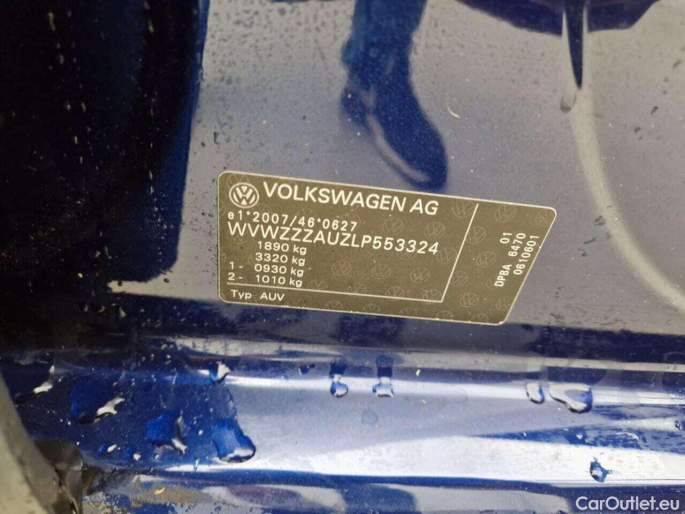 VOLKSWAGEN AG
e1*2007/46*0627
WVWZZZAUZLP553324
1890 kg
3320 kg
1- 0930 kg
2- 1010 kg
Typ AUV
01
DPBA 6470
0610601
CarOutlet.eu